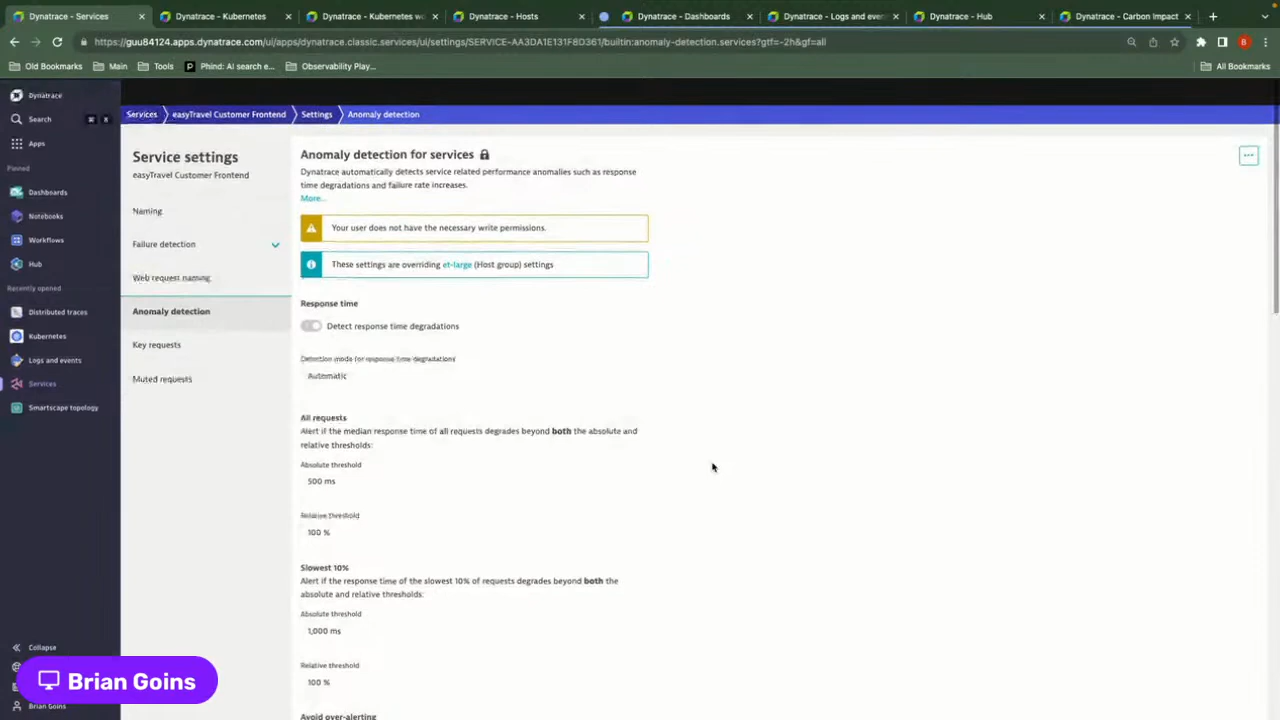 Dynatrace - Services
Dynatrace - Kubernetes
Dynatrace - Kubernetes wo
Dynatrace - Hosts
Dynatrace - Dashboards
Dynatrace - Logs and even
Dynatrace - Hub
Dynatrace - Carbon Impact
https://guu84124.apps.dynatrace.com/ui/apps/dynatrace.classic.services/ui/settings/SERVICE-AA3DA1E131F8D361/builtin:anomaly-detection.services?gtf=-2h&gf=all
B
Old Bookmarks
Main
Tools
Phind: AI search e...
Observability Play...
All Bookmarks
Dynatrace
Search
Apps
Pinned
Dashboards
Notebooks
Workflows
Hub
Recently opened
Distributed traces
Kubernetes
Logs and events
Services
Smartscape topology
Collapse
Brian Goins
Brian Goins
Services
easyTravel Customer Frontend
Settings
Anomaly detection
Service settings
easyTravel Customer Frontend
Naming
Failure detection
Web request naming
Anomaly detection
Key requests
Muted requests
Anomaly detection for services
Dynatrace automatically detects service related performance anomalies such as response
time degradations and failure rate increases.
More...
Your user does not have the necessary write permissions.
These settings are overriding et-large (Host group) settings
Response time
Detect response time degradations
Detection mode for response time degradations
Automatic
All requests
Alert if the median response time of all requests degrades beyond both the absolute and
relative thresholds:
Absolute threshold
500 ms
Relative threshold
100 %
Slowest 10%
Alert if the response time of the slowest 10% of requests degrades beyond both the
absolute and relative thresholds:
Absolute threshold
1,000 ms
Relative threshold
100 %
Avoid over-alerting